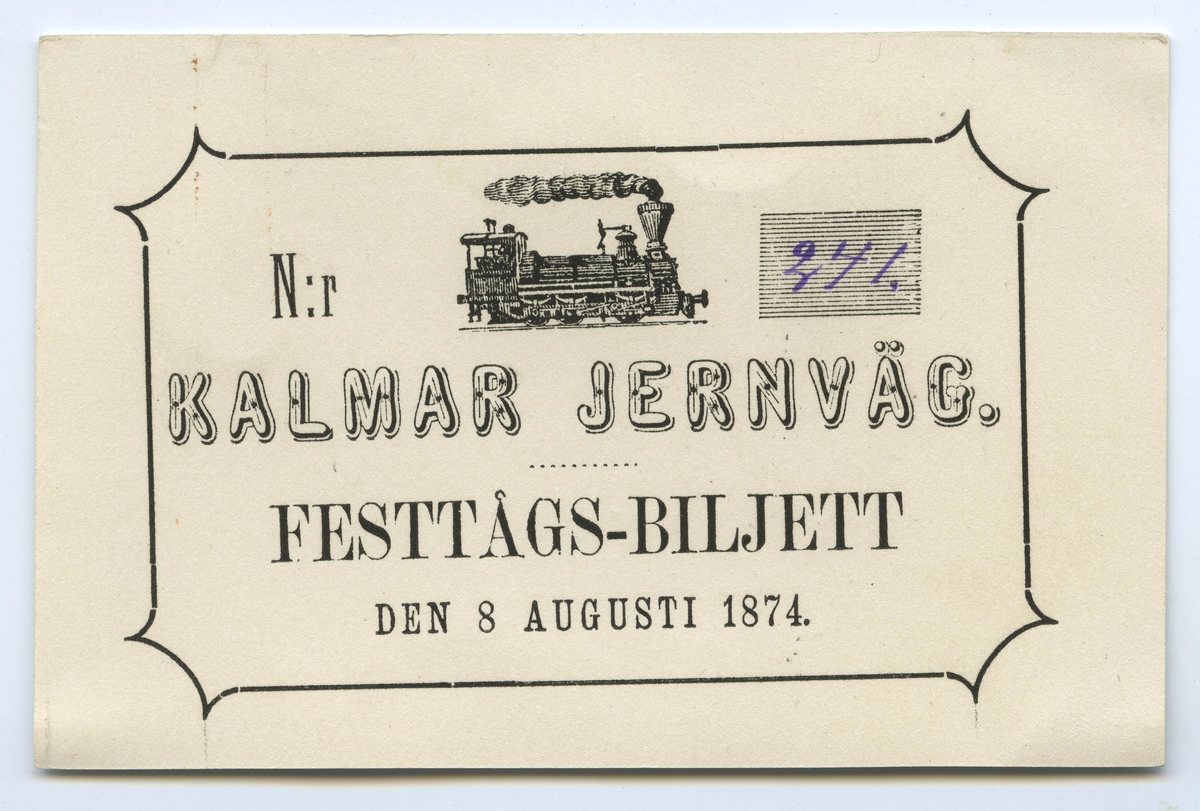 N:r 241.
KALMAR JERNVÄG.
FESTTÅGS-BILJETT
DEN 8 AUGUSTI 1874.